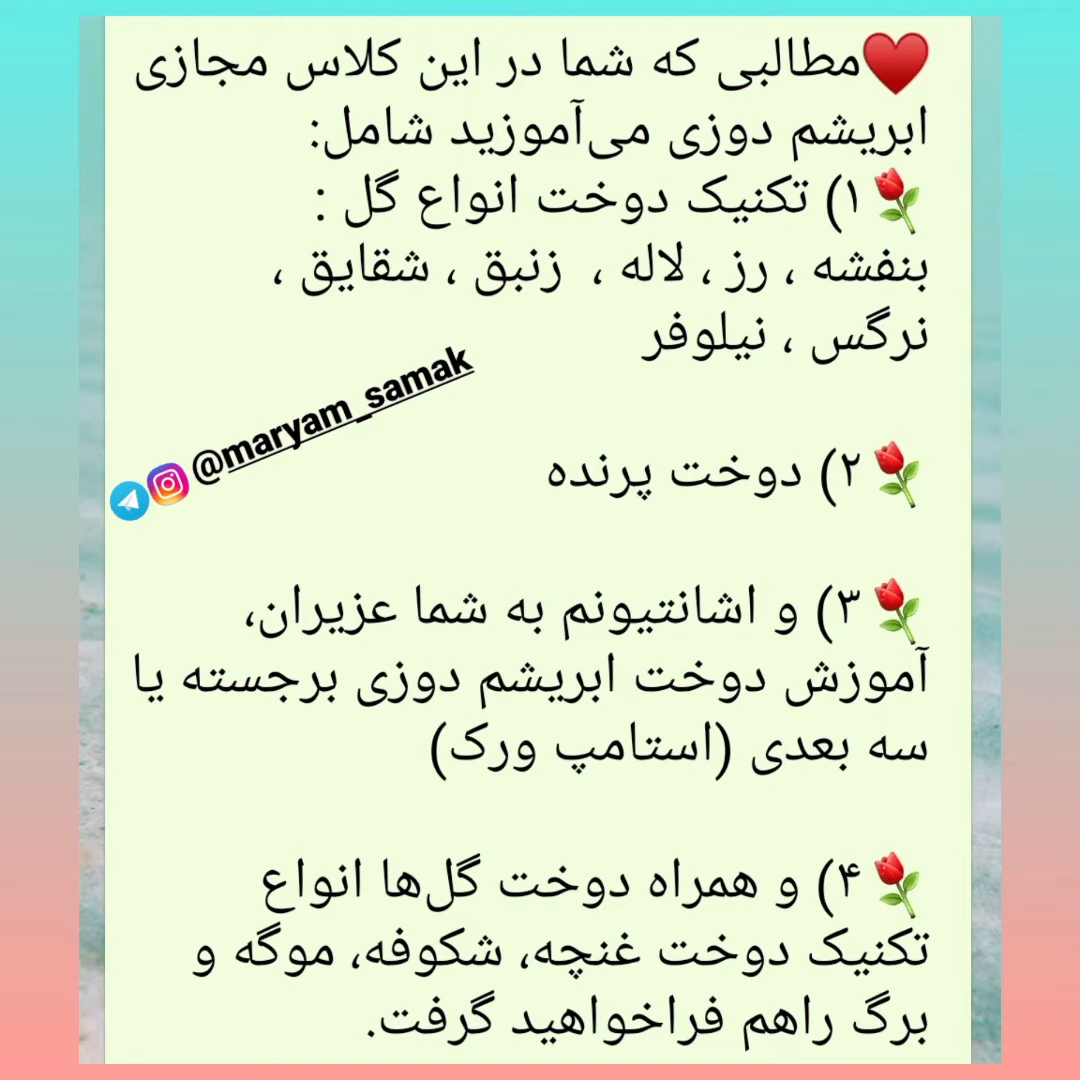 ❤️مطالبی که شما در این کلاس مجازی
ابریشم دوزی می‌آموزید شامل:
🌹۱) تکنیک دوخت انواع گل :
بنفشه ، رز ، لاله ، زنبق ، شقایق ،
نرگس ، نیلوفر
@maryam_samak
🌹۲) دوخت پرنده
🌹۳) و اشانتیونم به شما عزیران،
آموزش دوخت ابریشم دوزی برجسته یا
سه بعدی (استامپ ورک)
🌹۴) و همراه دوخت گل‌ها انواع
تکنیک دوخت غنچه، شکوفه، موگه و
برگ راهم فراخواهید گرفت.